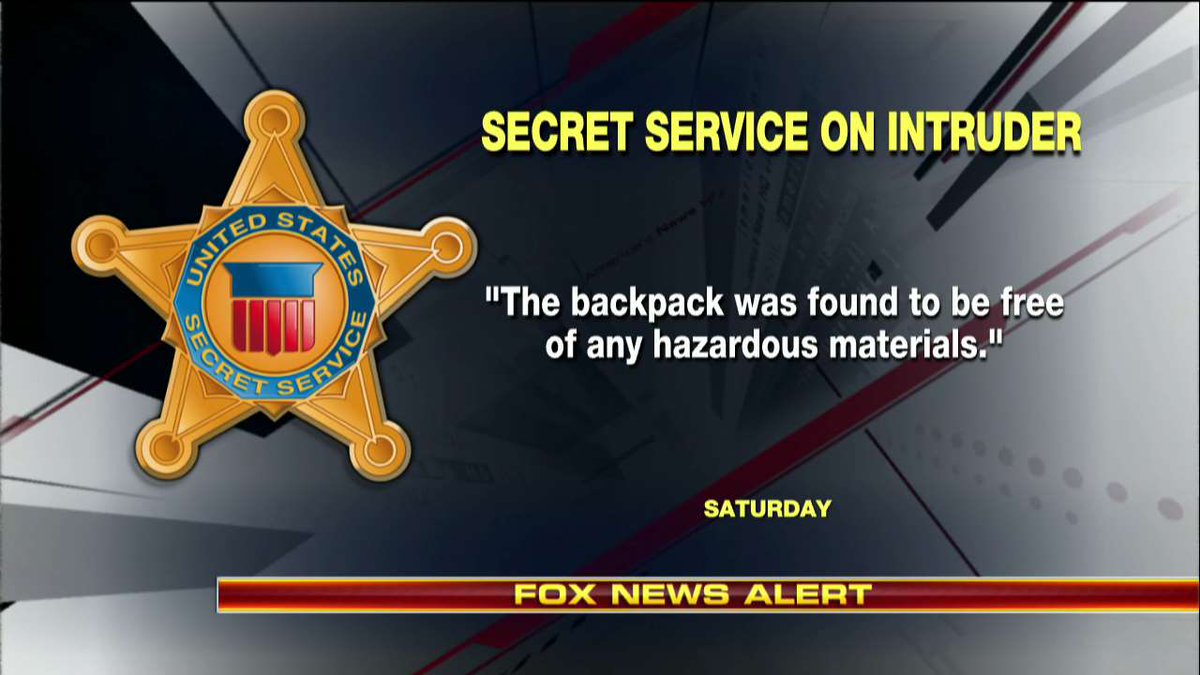 SECRET SERVICE ON INTRUDER
UNITED STATES
SECRET SERVICE
"The backpack was found to be free
of any hazardous materials."
SATURDAY
FOX NEWS ALERT